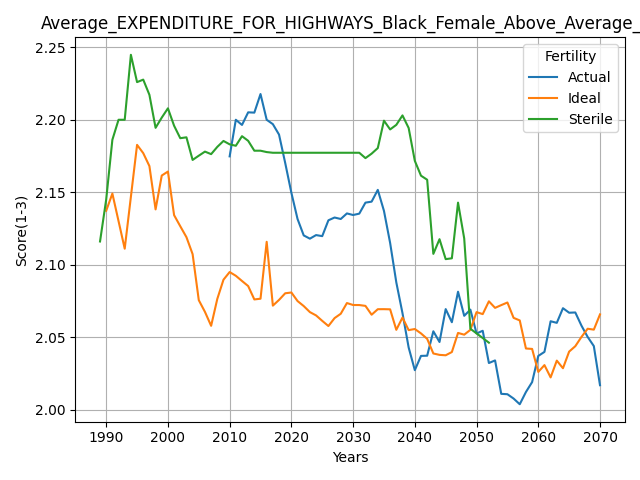 Average_EXPENDITURE_FOR_HIGHWAYS_Black_Female_Above_Average_
Fertility
Actual
Ideal
Sterile
Score(1-3)
2.25
2.20
2.15
2.10
2.05
2.00
1990 2000 2010 2020 2030 2040 2050 2060 2070
Years